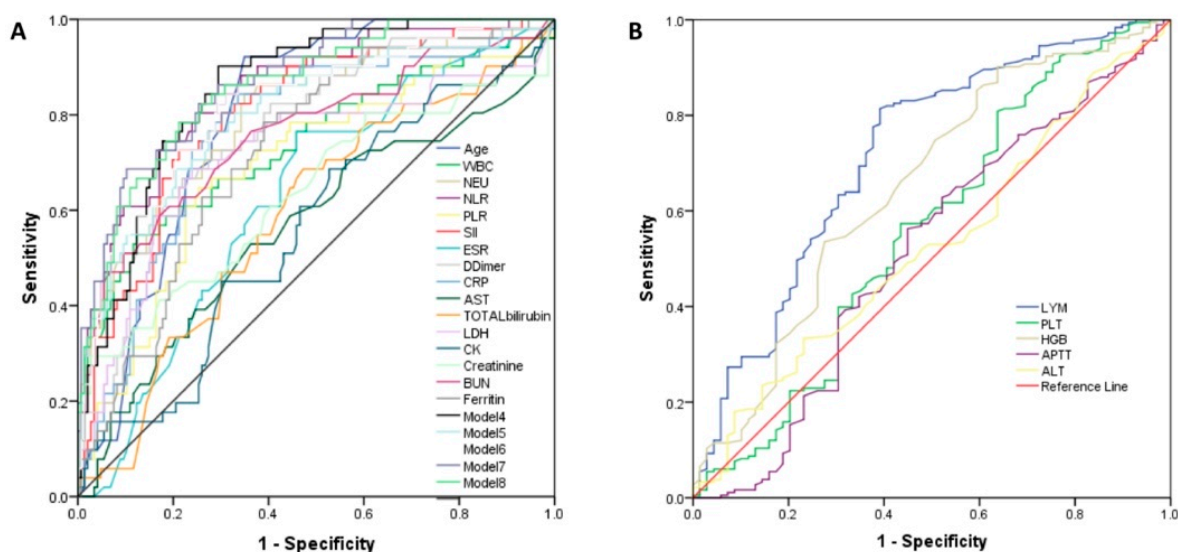 A
Sensitivity
1.0
0.8
0.6
0.4
0.2
0.0
0.0 0.2 0.4 0.6 0.8 1.0
1 - Specificity
Age
WBC
NEU
NLR
PLR
SII
ESR
DDimer
CRP
AST
TOTALbilirubin
LDH
CK
Creatinine
BUN
Ferritin
Model4
Model5
Model6
Model7
Model8
B
Sensitivity
1.0
0.8
0.6
0.4
0.2
0.0
0.0 0.2 0.4 0.6 0.8 1.0
1 - Specificity
LYM
PLT
HGB
APTT
ALT
Reference Line